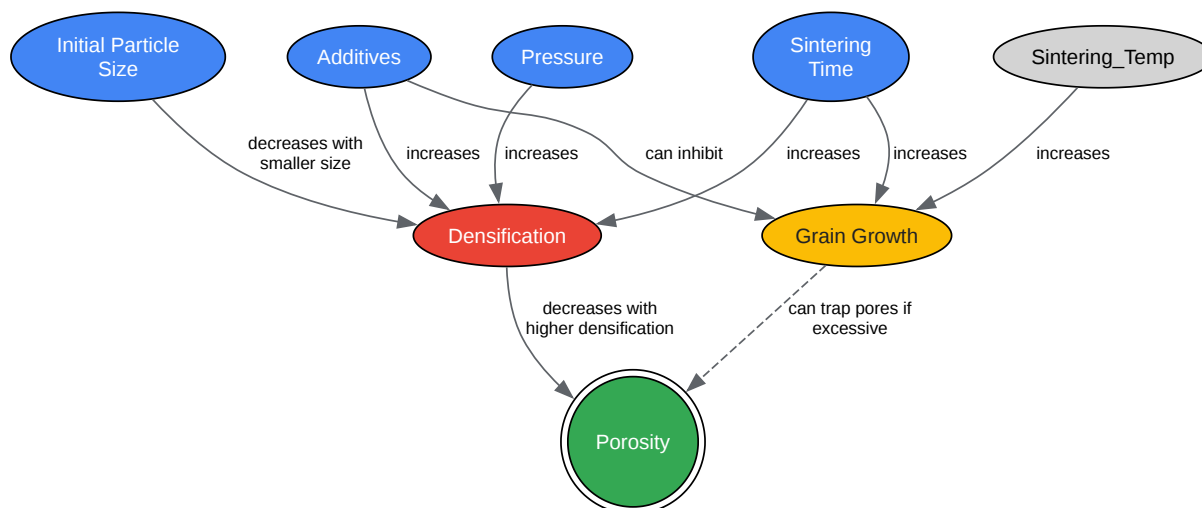 Initial Particle
Size
Additives
Pressure
Sintering
Time
Sintering_Temp
decreases with
smaller size
increases
increases
can inhibit
increases
increases
increases
Densification
Grain Growth
decreases with
higher densification
can trap pores if
excessive
Porosity